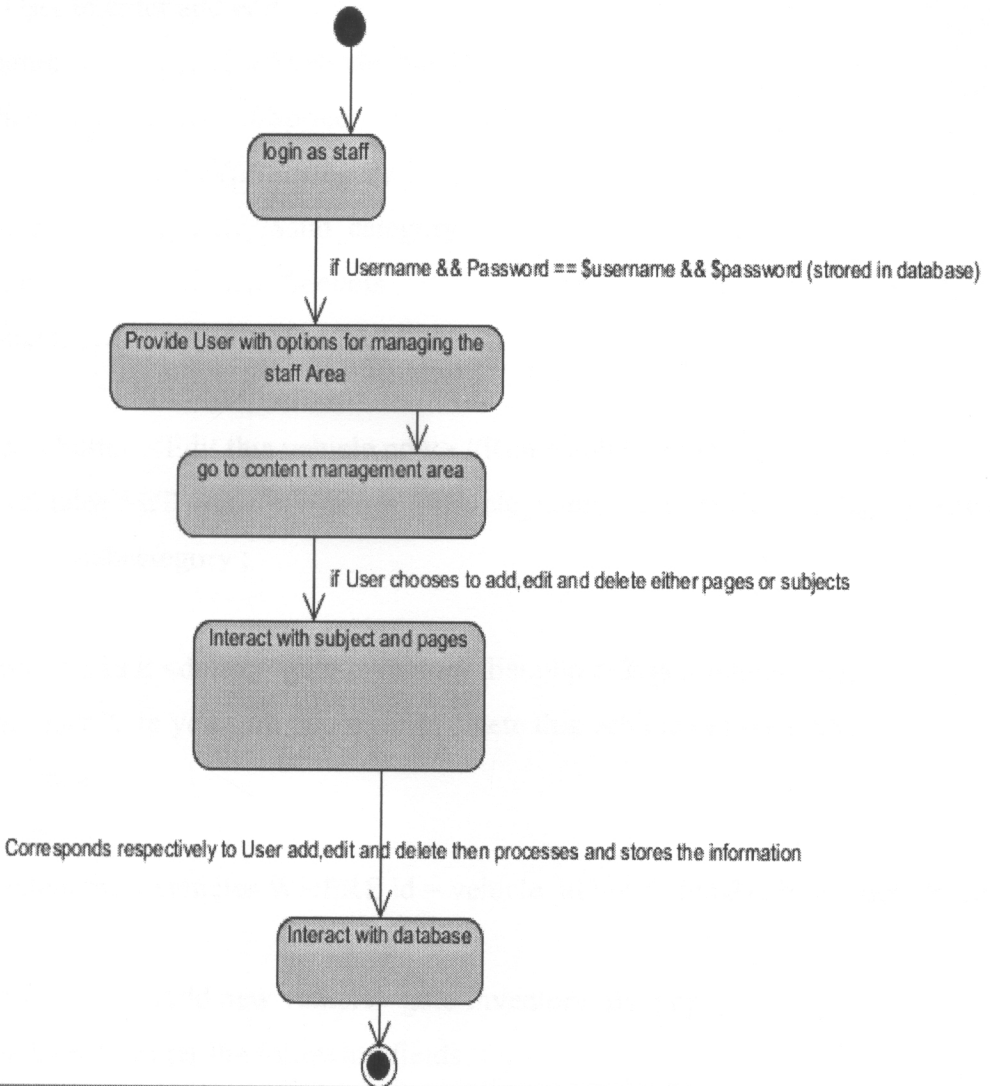 login as staff
if Username && Password == $username && $password (strored in database)
Provide User with options for managing the
staff Area
go to content management area
if User chooses to add,edit and delete either pages or subjects
Interact with subject and pages
Corresponds respectively to User add,edit and delete then processes and stores the information
Interact with database